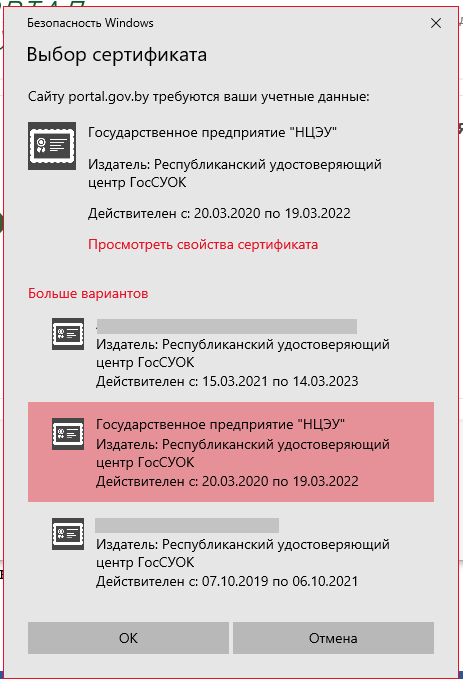 Безопасность Windows
Выбор сертификата
Сайту portal.gov.by требуются ваши учетные данные:
Государственное предприятие "НЦЭУ"
Издатель: Республиканский удостоверяющий
центр ГосСУОК
Действителен с: 20.03.2020 по 19.03.2022
Просмотреть свойства сертификата
Больше вариантов
Издатель: Республиканский удостоверяющий
центр ГосСУОК
Действителен с: 15.03.2021 по 14.03.2023
Государственное предприятие "НЦЭУ"
Издатель: Республиканский удостоверяющий
центр ГосСУОК
Действителен с: 20.03.2020 по 19.03.2022
Издатель: Республиканский удостоверяющий
центр ГосСУОК
Действителен с: 07.10.2019 по 06.10.2021
ОК
Отмена